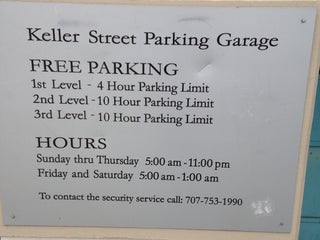 Keller Street Parking Garage
FREE PARKING
1st Level - 4 Hour Parking Limit
2nd Level - 10 Hour Parking Limit
3rd Level - 10 Hour Parking Limit
HOURS
Sunday thru Thursday 5:00 am - 11:00 pm
Friday and Saturday 5:00 am - 1:00 am
To contact the security service call: 707-753-1990